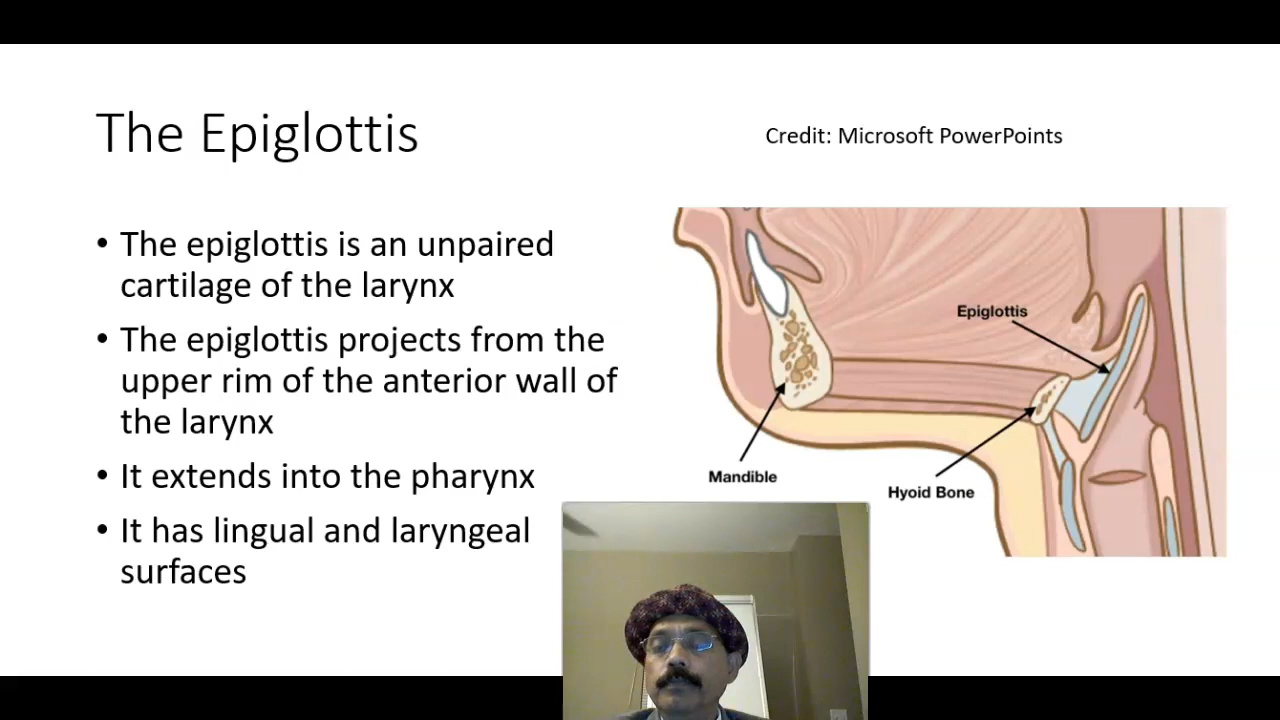 The Epiglottis
Credit: Microsoft PowerPoints
• The epiglottis is an unpaired
cartilage of the larynx
• The epiglottis projects from the
upper rim of the anterior wall of
the larynx
• It extends into the pharynx
• It has lingual and laryngeal
surfaces
Epiglottis
Mandible
Hyoid Bone